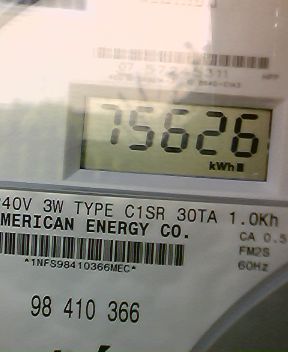 75626
kWh
240V 3W TYPE C1SR 30TA 1.0Kh
AMERICAN ENERGY CO.
CA 0.5
FM2S
*1NFS98410366MEC*
60Hz
98 410 366